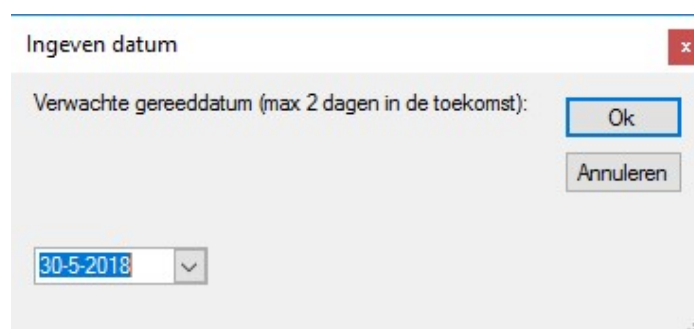 Ingeven datum
x
Verwachte gereeddatum (max 2 dagen in de toekomst):
Ok
Annuleren
30-5-2018